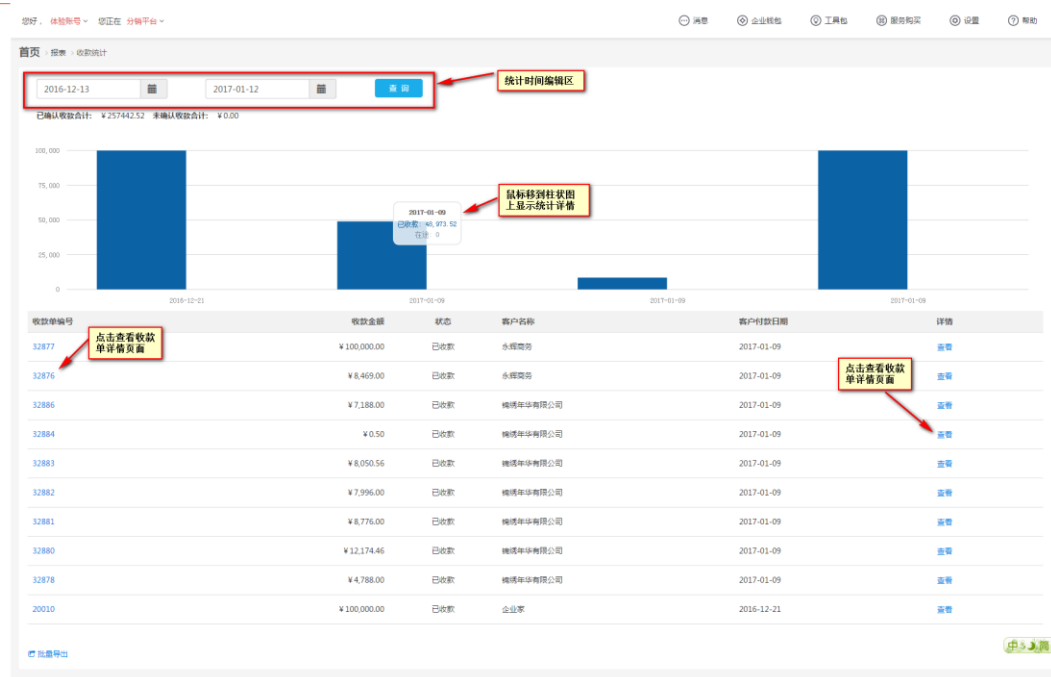 您好， 体验账号 您正在 分销平台 消息 企业钱包 工具包 服务购买 设置 帮助
首页 > 报表 > 收款统计
2016-12-13 2017-01-12 查 询 统计时间编辑区
已确认收款合计: ¥257442.52 未确认收款合计: ¥0.00
100,000
75,000
鼠标移到柱状图
上显示统计详情
2017-01-09
50,000
已收款: 48,973.52
在途: 0
25,000
0
2016-12-21 2017-01-09 2017-01-09 2017-01-09
收款单编号 收款金额 状态 客户名称 客户付款日期 详情
点击查看收款
单详情页面
32877 ¥100,000.00 已收款 永辉商务 2017-01-09 查看
点击查看收款
单详情页面
32876 ¥8,469.00 已收款 永辉商务 2017-01-09 查看
32886 ¥7,188.00 已收款 锦绣年华有限公司 2017-01-09 查看
32884 ¥0.50 已收款 锦绣年华有限公司 2017-01-09 查看
32883 ¥8,050.56 已收款 锦绣年华有限公司 2017-01-09 查看
32882 ¥7,996.00 已收款 锦绣年华有限公司 2017-01-09 查看
32881 ¥8,776.00 已收款 锦绣年华有限公司 2017-01-09 查看
32880 ¥12,174.46 已收款 锦绣年华有限公司 2017-01-09 查看
32878 ¥4,788.00 已收款 锦绣年华有限公司 2017-01-09 查看
20010 ¥100,000.00 已收款 企业家 2016-12-21 查看
批量导出
中 S 简